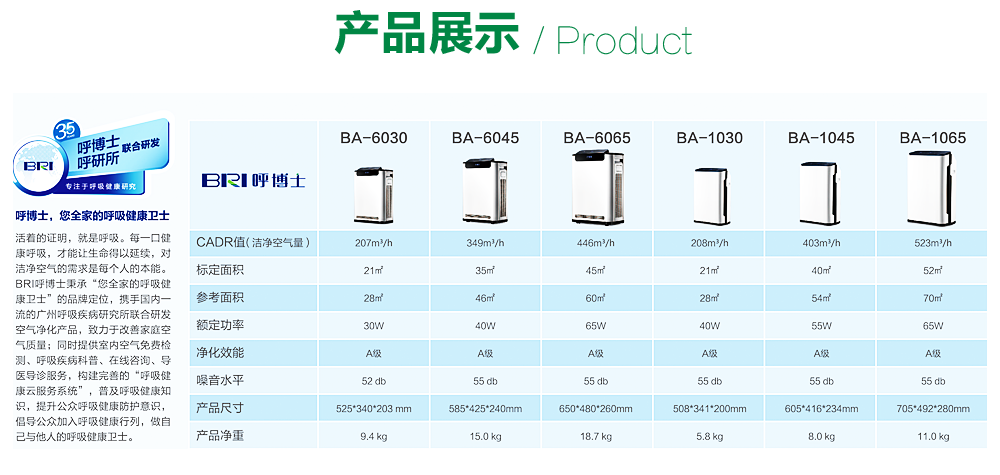 产品展示 / Product
35
呼博士
呼研所
联合研发
BRI
专注于呼吸健康研究
呼博士，您全家的呼吸健康卫士
活着的证明，就是呼吸。每一口健
康呼吸，才能让生命得以延续，对
洁净空气的需求是每个人的本能。
BRI呼博士秉承“您全家的呼吸健
康卫士”的品牌定位，携手国内一
流的广州呼吸疾病研究所联合研发
空气净化产品，致力于改善家庭空
气质量；同时提供室内空气免费检
测、呼吸疾病科普、在线咨询、导
医导诊服务，构建完善的“呼吸健
康云服务系统”，普及呼吸健康知
识，提升公众呼吸健康防护意识，
倡导公众加入呼吸健康行列，做自
己与他人的呼吸健康卫士。
BRI 呼博士 BA-6030 BA-6045 BA-6065 BA-1030 BA-1045 BA-1065
CADR值（洁净空气量） 207m³/h 349m³/h 446m³/h 208m³/h 403m³/h 523m³/h
标定面积 21㎡ 35㎡ 45㎡ 21㎡ 40㎡ 52㎡
参考面积 28㎡ 46㎡ 60㎡ 28㎡ 54㎡ 70㎡
额定功率 30W 40W 65W 40W 55W 65W
净化效能 A级 A级 A级 A级 A级 A级
噪音水平 52 db 55 db 55 db 55 db 55 db 55 db
产品尺寸 525*340*203 mm 585*425*240mm 650*480*260mm 508*341*200mm 605*416*234mm 705*492*280mm
产品净重 9.4 kg 15.0 kg 18.7 kg 5.8 kg 8.0 kg 11.0 kg